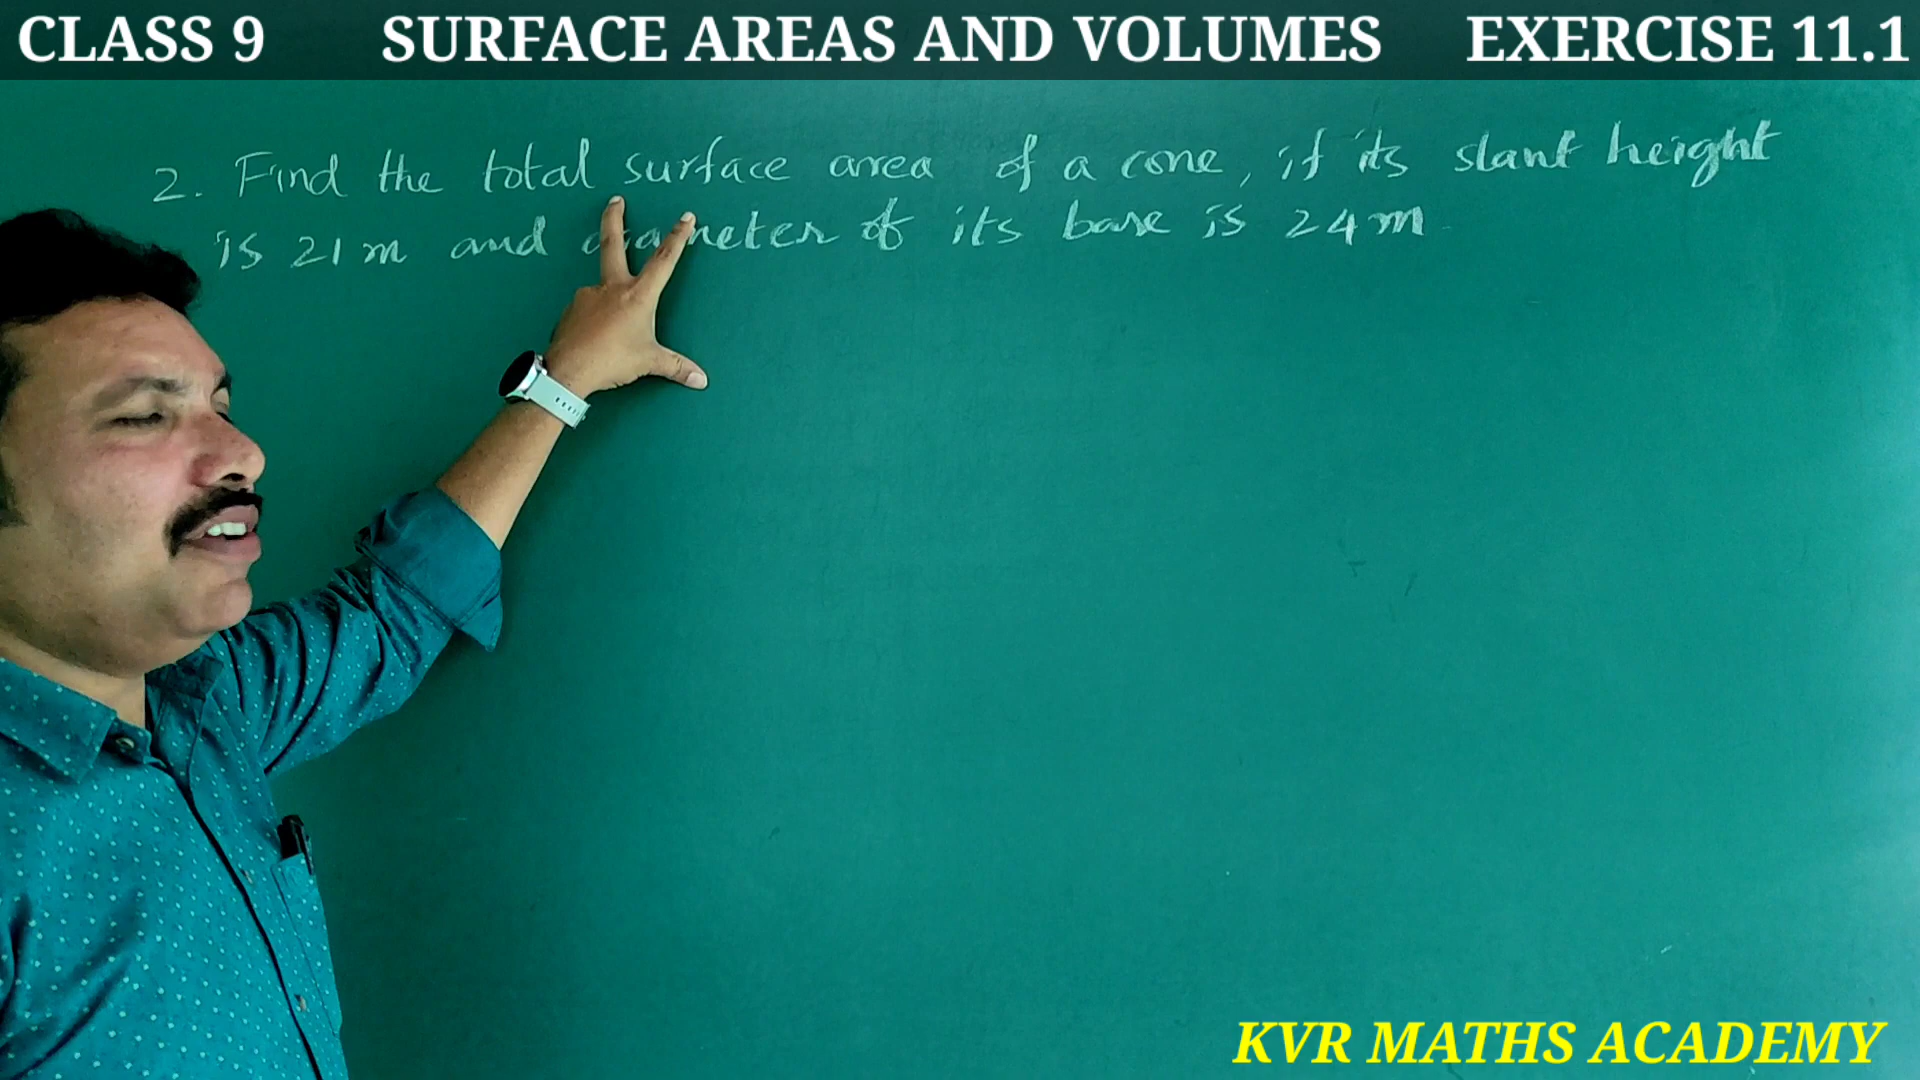 CLASS 9 SURFACE AREAS AND VOLUMES EXERCISE 11.1
2. Find the total surface area of a cone, if its slant height
is 21 m and diameter of its base is 24 m
KVR MATHS ACADEMY